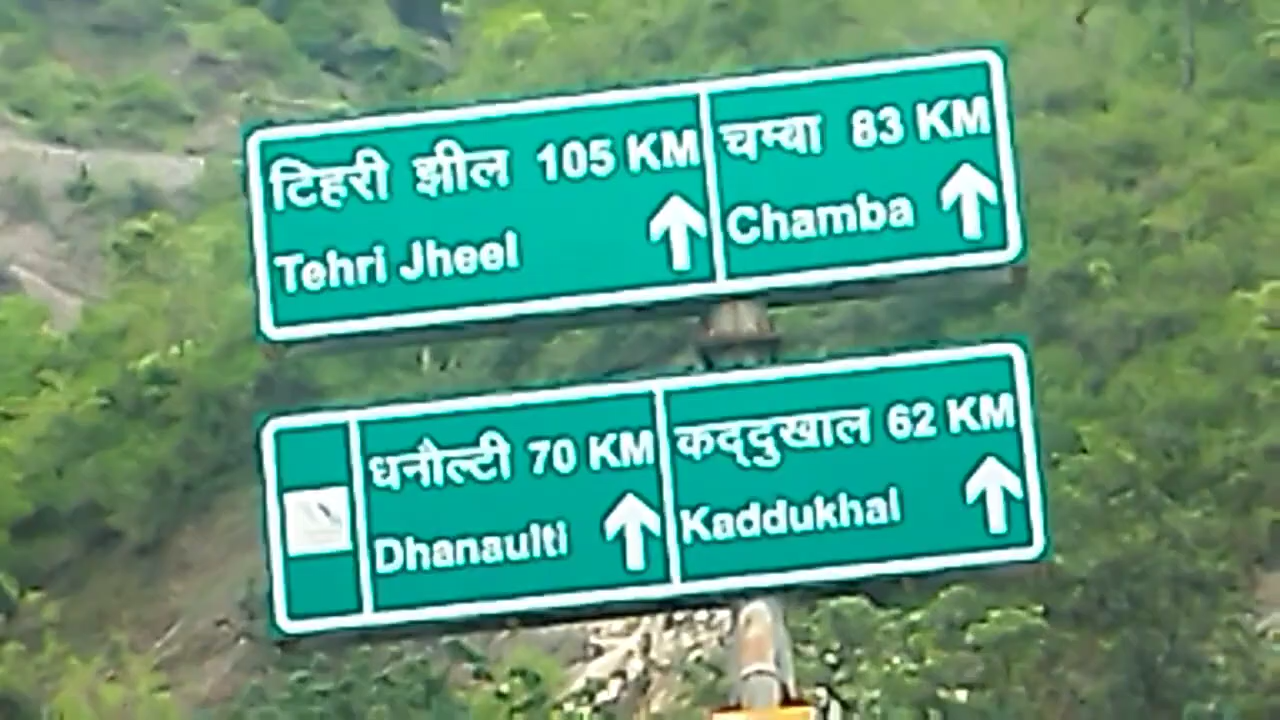 टिहरी झील 105 KM
Tehri Jheel
चम्बा 83 KM
Chamba
धनौल्टी 70 KM
Dhanaulti
कद्दुखाल 62 KM
Kaddukhal